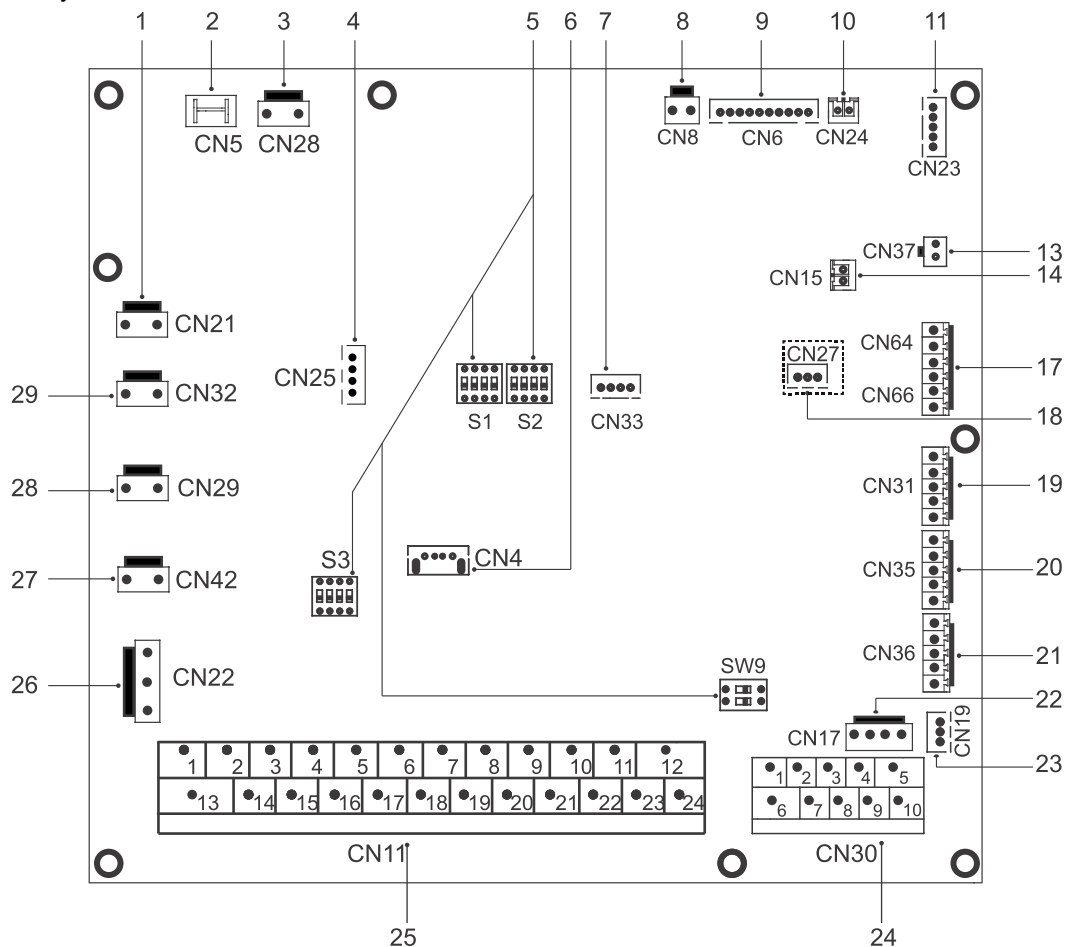 1 2 3 4 5 6 7 8 9 10 11
CN5 CN28 CN8 CN6 CN24 CN23
CN37 13
CN15 14
CN21 CN25 CN64 CN27 17
29 CN32 S1 S2 CN33 CN66 18
28 CN29 CN31 19
27 CN42 S3 CN4 CN35 20
26 CN22 SW9 CN36 21
22
CN17 CN19
23
1 2 3 4 5 6 7 8 9 10 11 12
13 14 15 16 17 18 19 20 21 22 23 24
CN11
1 2 3 4 5
6 7 8 9 10
CN30
25 24